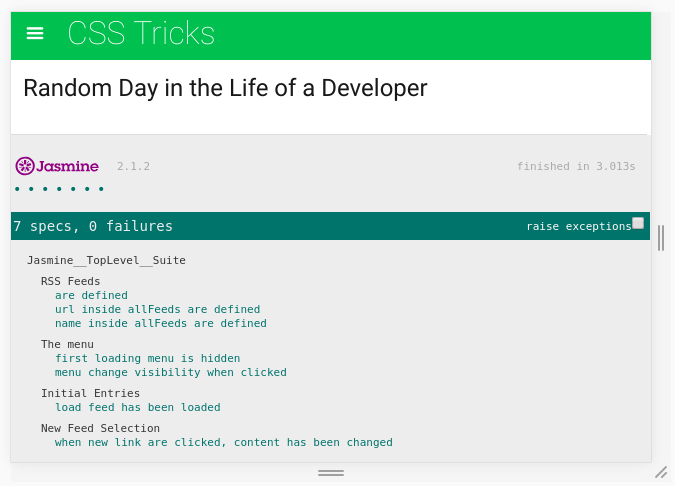 CSS Tricks
Random Day in the Life of a Developer
Jasmine 2.1.2 finished in 3.013s
• • • • • • •
7 specs, 0 failures raise exceptions
Jasmine__TopLevel__Suite
RSS Feeds
are defined
url inside allFeeds are defined
name inside allFeeds are defined
The menu
first loading menu is hidden
menu change visibility when clicked
Initial Entries
load feed has been loaded
New Feed Selection
when new link are clicked, content has been changed